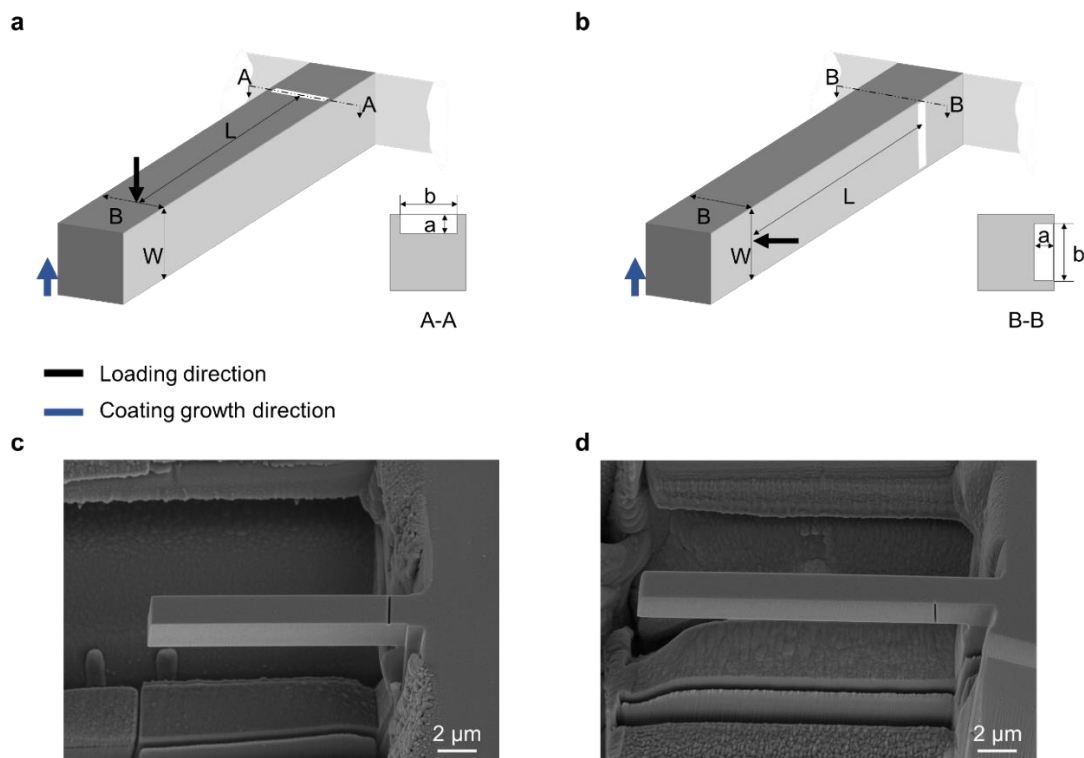 a
A
A
L
B
W
b
a
A-A
b
B
B
L
B
W
a
b
B-B
Loading direction
Coating growth direction
c
2 µm
d
2 µm